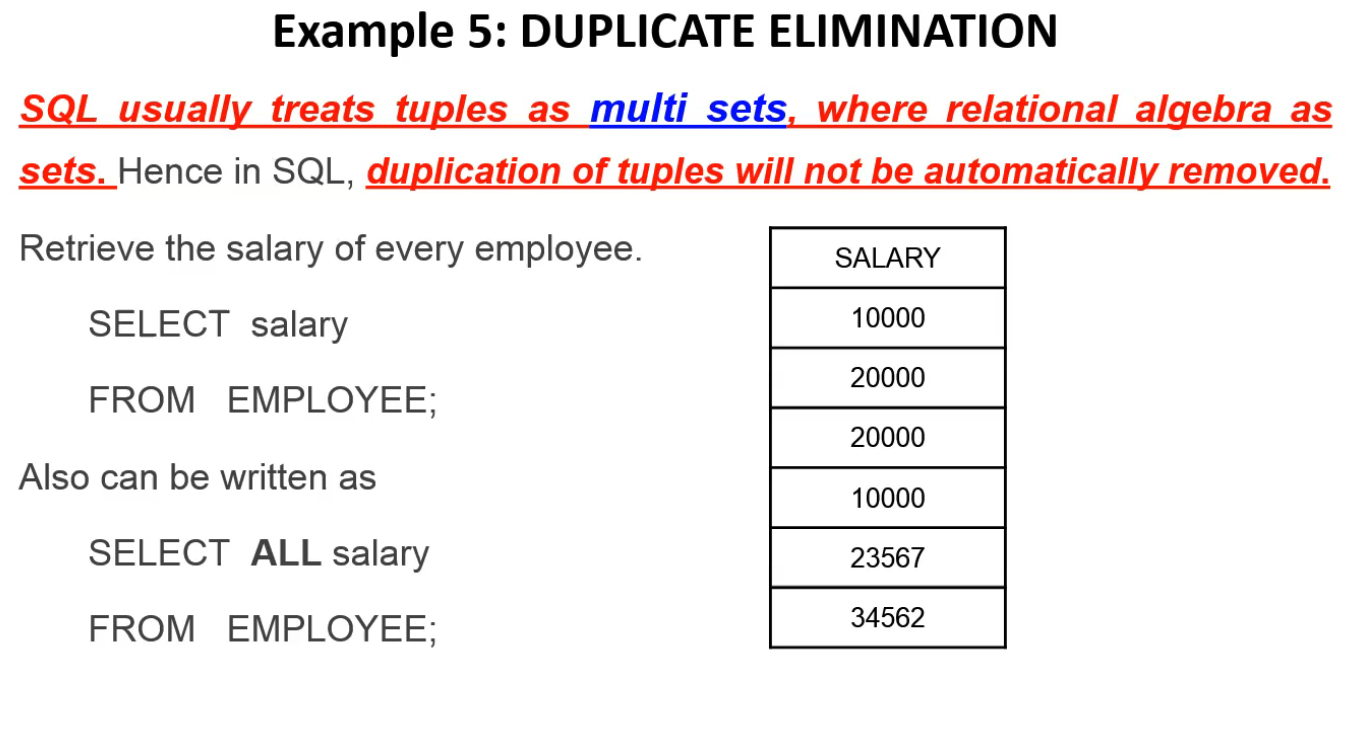 Example 5: DUPLICATE ELIMINATION
SQL usually treats tuples as multi sets, where relational algebra as
sets. Hence in SQL, duplication of tuples will not be automatically removed.
Retrieve the salary of every employee.
SELECT salary
FROM EMPLOYEE;
Also can be written as
SELECT ALL salary
FROM EMPLOYEE;
SALARY
10000
20000
20000
10000
23567
34562